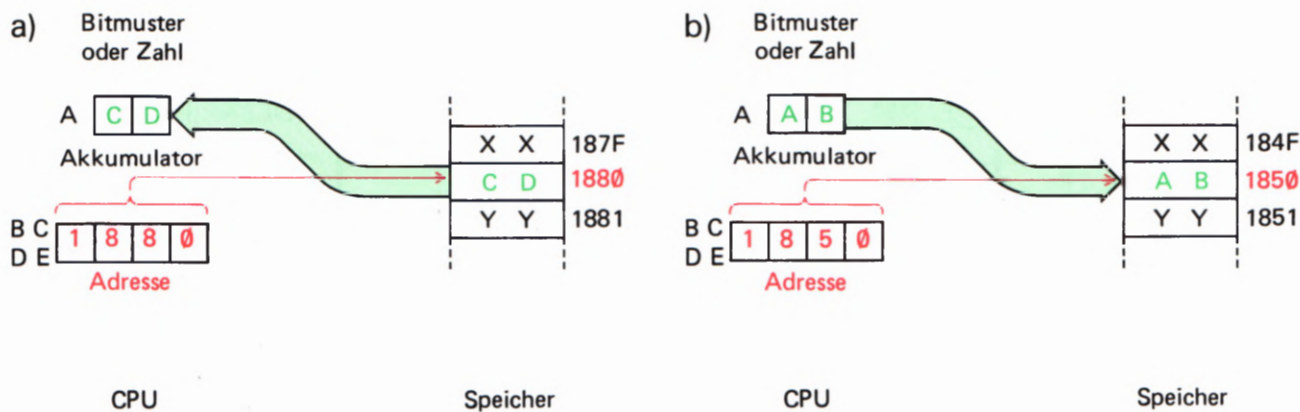 a)
Bitmuster
oder Zahl
A C D
Akkumulator
X X 187F
C D 188Ø
Y Y 1881
B C
D E
1 8 8 Ø
Adresse
CPU Speicher
b)
Bitmuster
oder Zahl
A A B
Akkumulator
X X 184F
A B 185Ø
Y Y 1851
B C
D E
1 8 5 Ø
Adresse
CPU Speicher